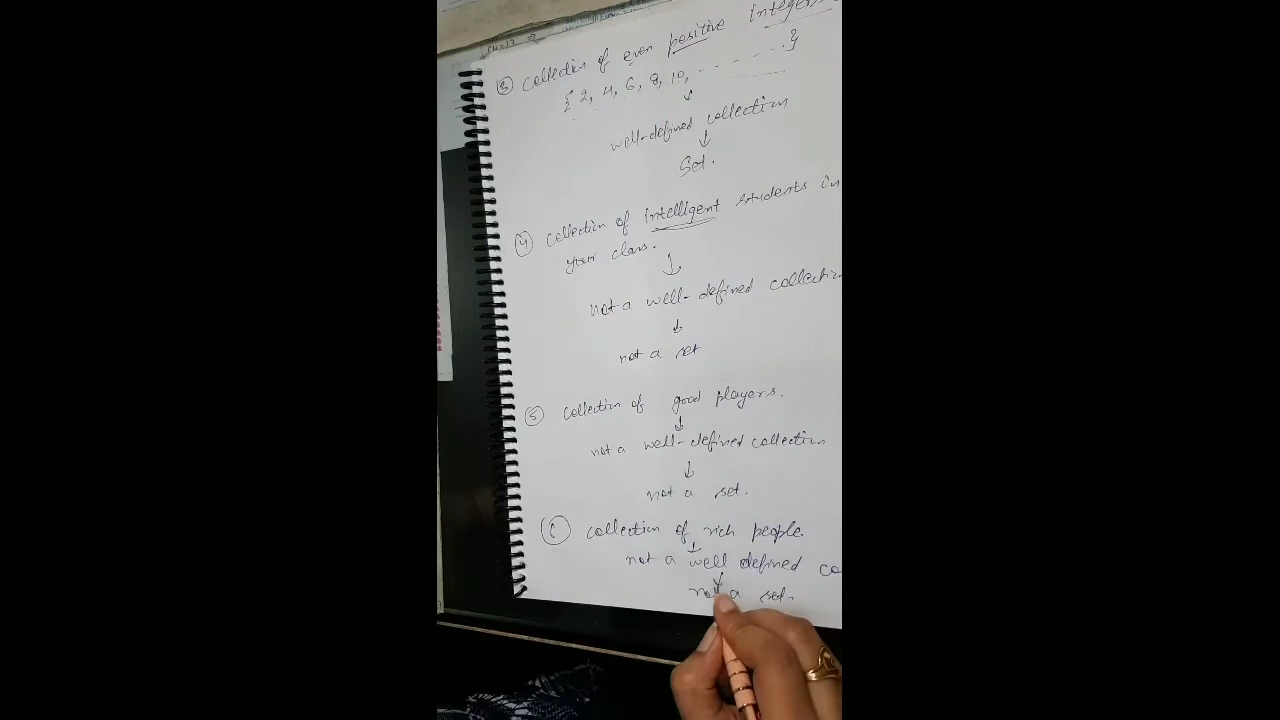 ③ collection of even positive integers
{ 2, 4, 6, 8, 10, - - - - - - - }
↓
well-defined collection
↓
Set.
④ collection of intelligent students in
your class.
↓
not a well-defined collection
↓
not a set
⑤ collection of good players.
↓
not a well-defined collection
↓
not a set.
⑥ collection of rich people.
↓
not a well defined co
↓
not a set.